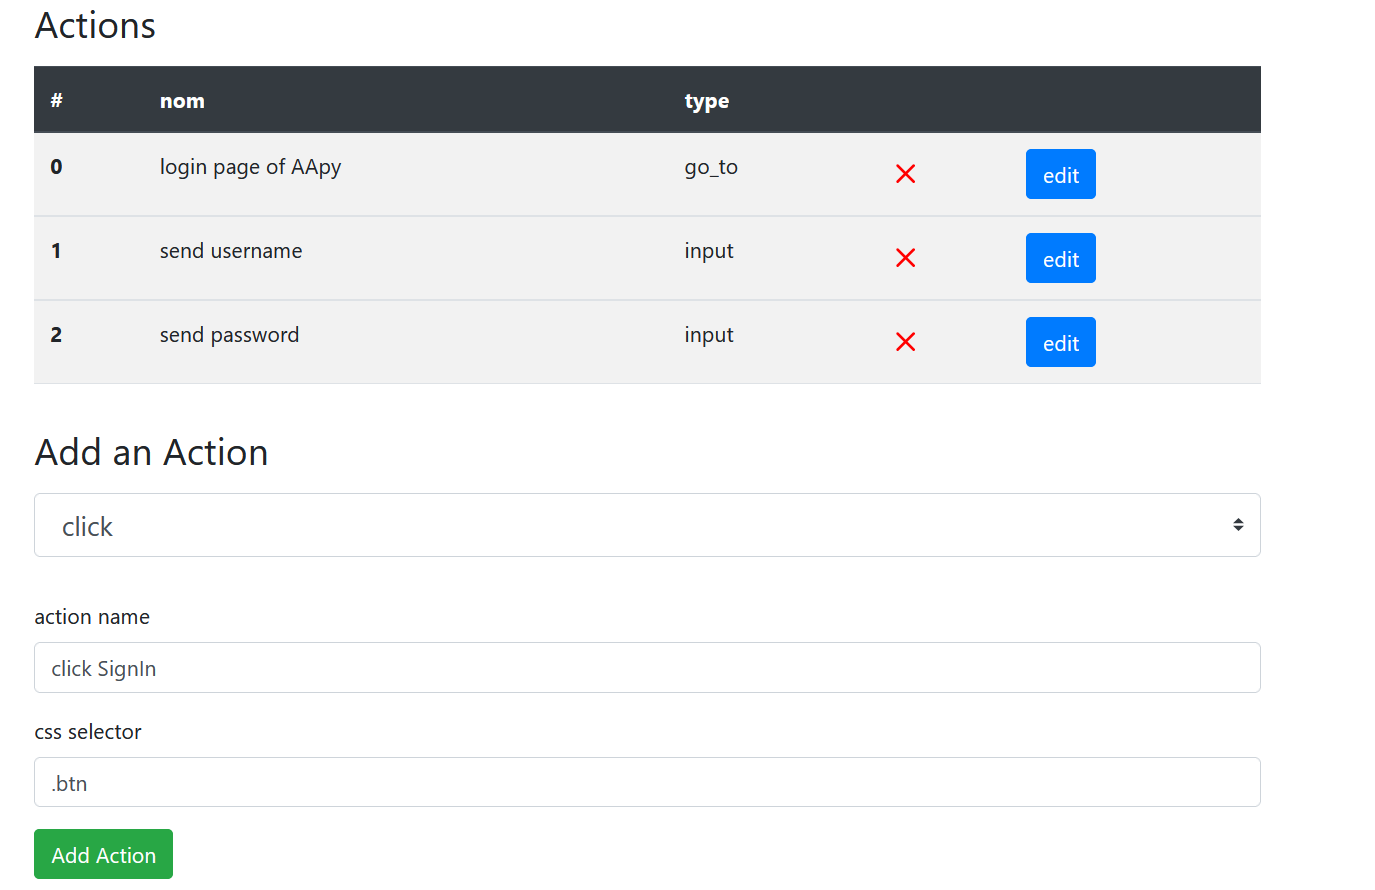 Actions
# nom type
0 login page of AApy go_to edit
1 send username input edit
2 send password input edit
Add an Action
click
action name
click SignIn
css selector
.btn
Add Action